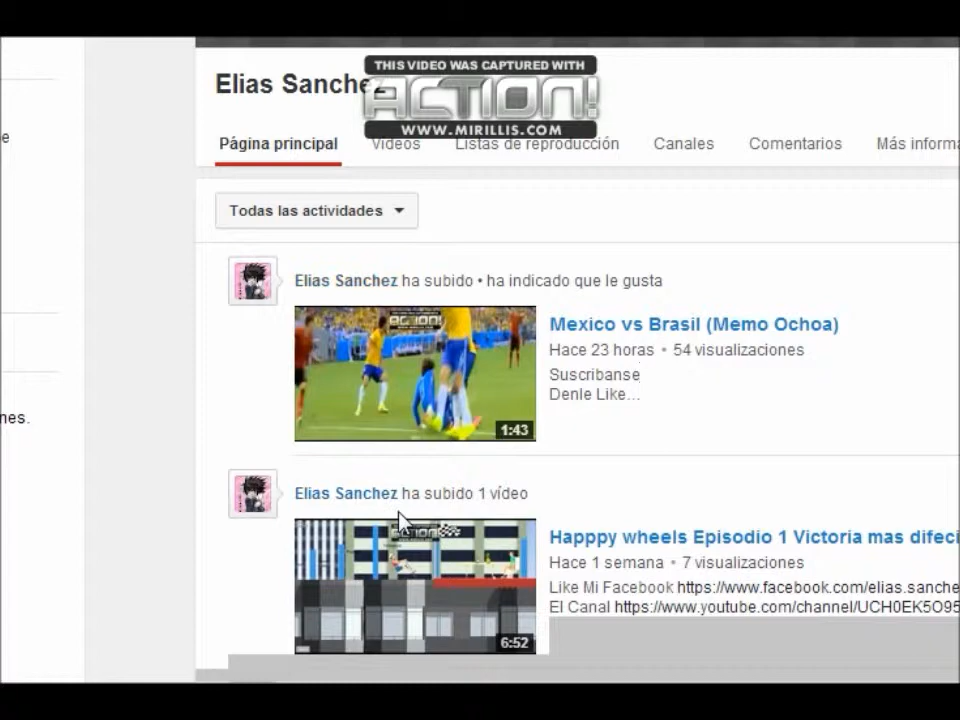 THIS VIDEO WAS CAPTURED WITH
ACTION!
WWW.MIRILLIS.COM
Elias Sanchez
Página principal Vídeos Listas de reproducción Canales Comentarios Más informa
e
Todas las actividades
Elias Sanchez ha subido • ha indicado que le gusta
ACTION!
Mexico vs Brasil (Memo Ochoa)
Hace 23 horas • 54 visualizaciones
Suscribanse
Denle Like...
1:43
nes.
Elias Sanchez ha subido 1 vídeo
ACTION!
Happpy wheels Episodio 1 Victoria mas difeci
Hace 1 semana • 7 visualizaciones
Like Mi Facebook https://www.facebook.com/elias.sanche
El Canal https://www.youtube.com/channel/UCH0EK5O95
6:52